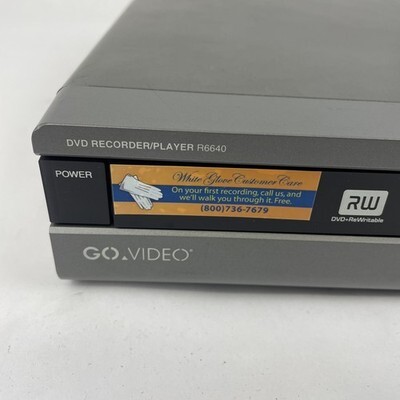 DVD RECORDER/PLAYER R6640
POWER
White Glove Customer Care
On your first recording, call us, and
we'll walk you through it. Free.
(800)736-7679
RW
DVD+ReWritable
GO.VIDEO®